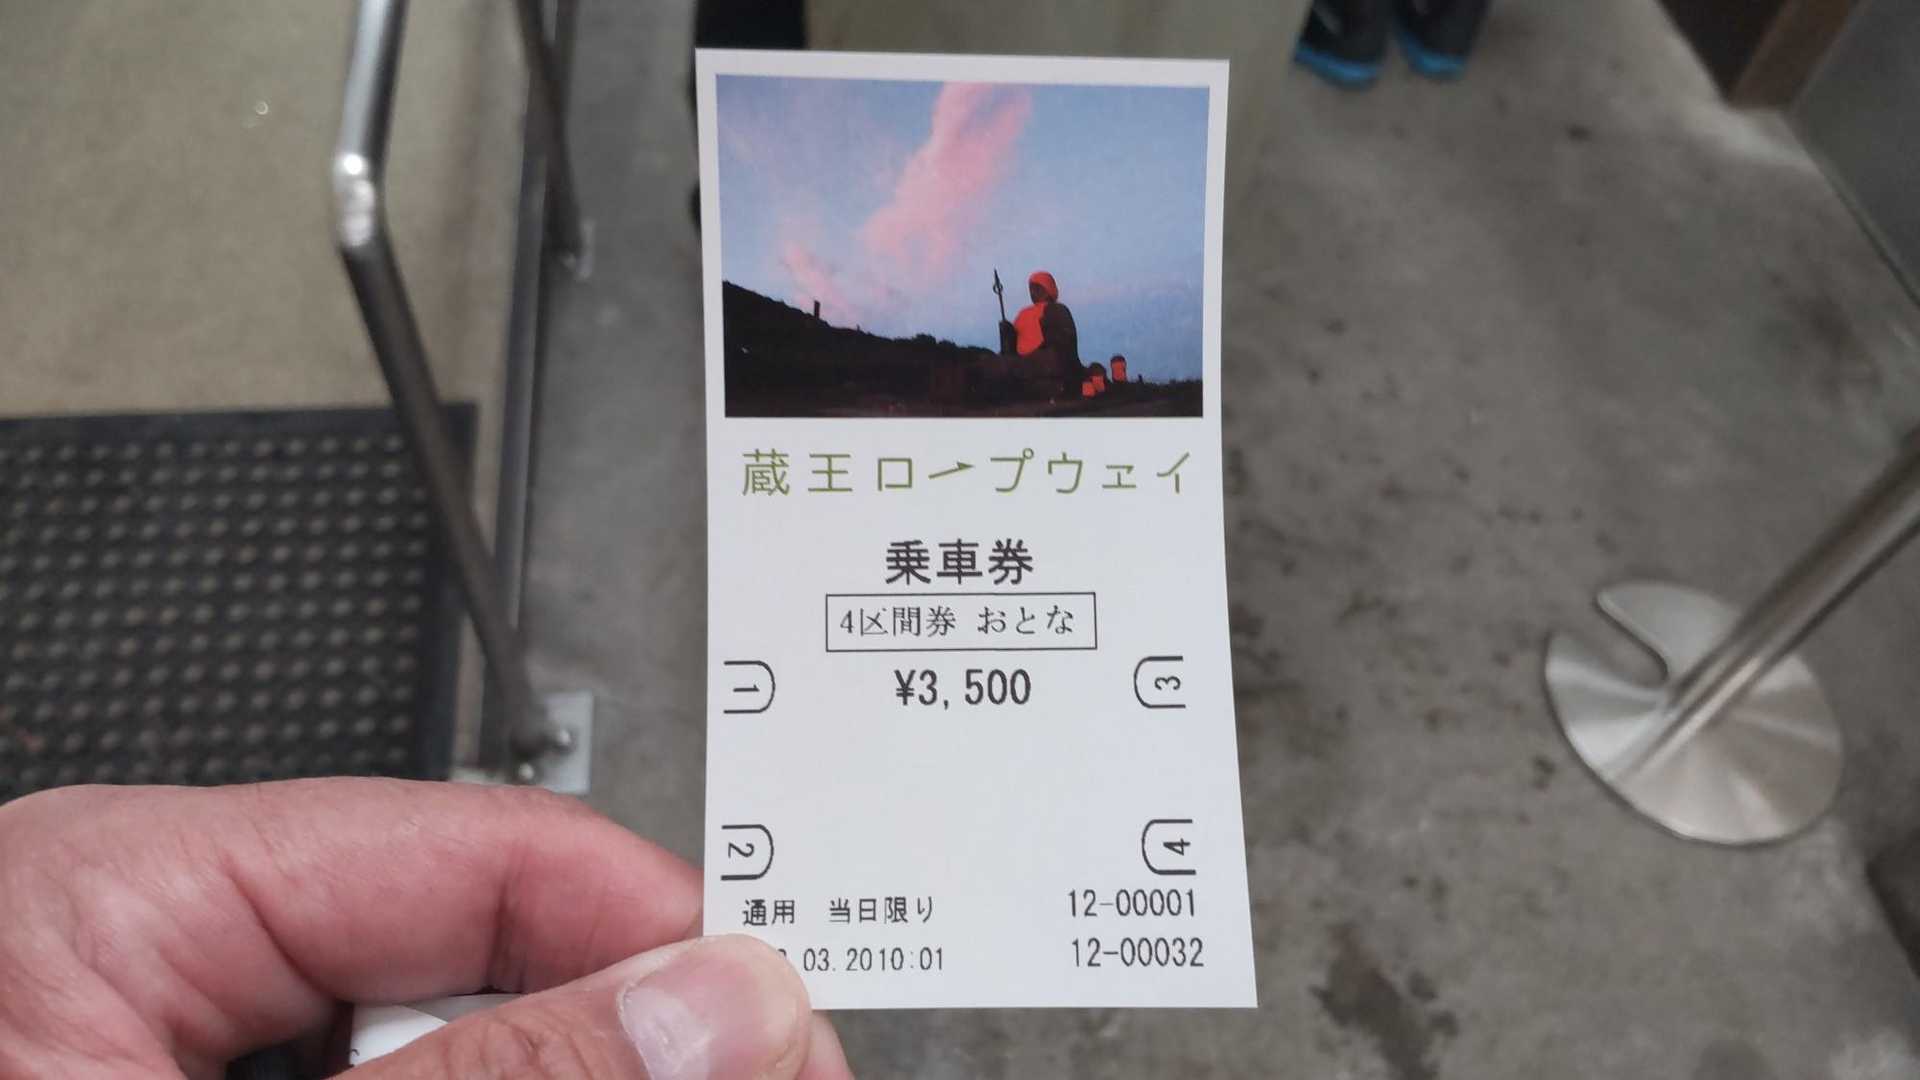 蔵王ロープウェイ
乗車券
4区間券 おとな
1
¥3,500
3
2
4
通用 当日限り
12-00001
03.2010:01
12-00032